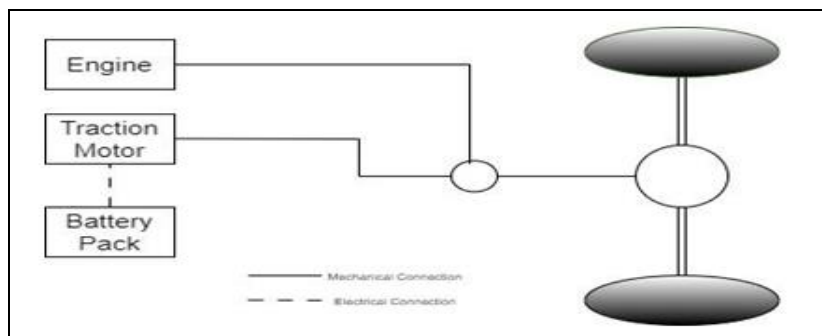 Engine
Traction
Motor
Battery
Pack
Mechanical Connection
Electrical Connection